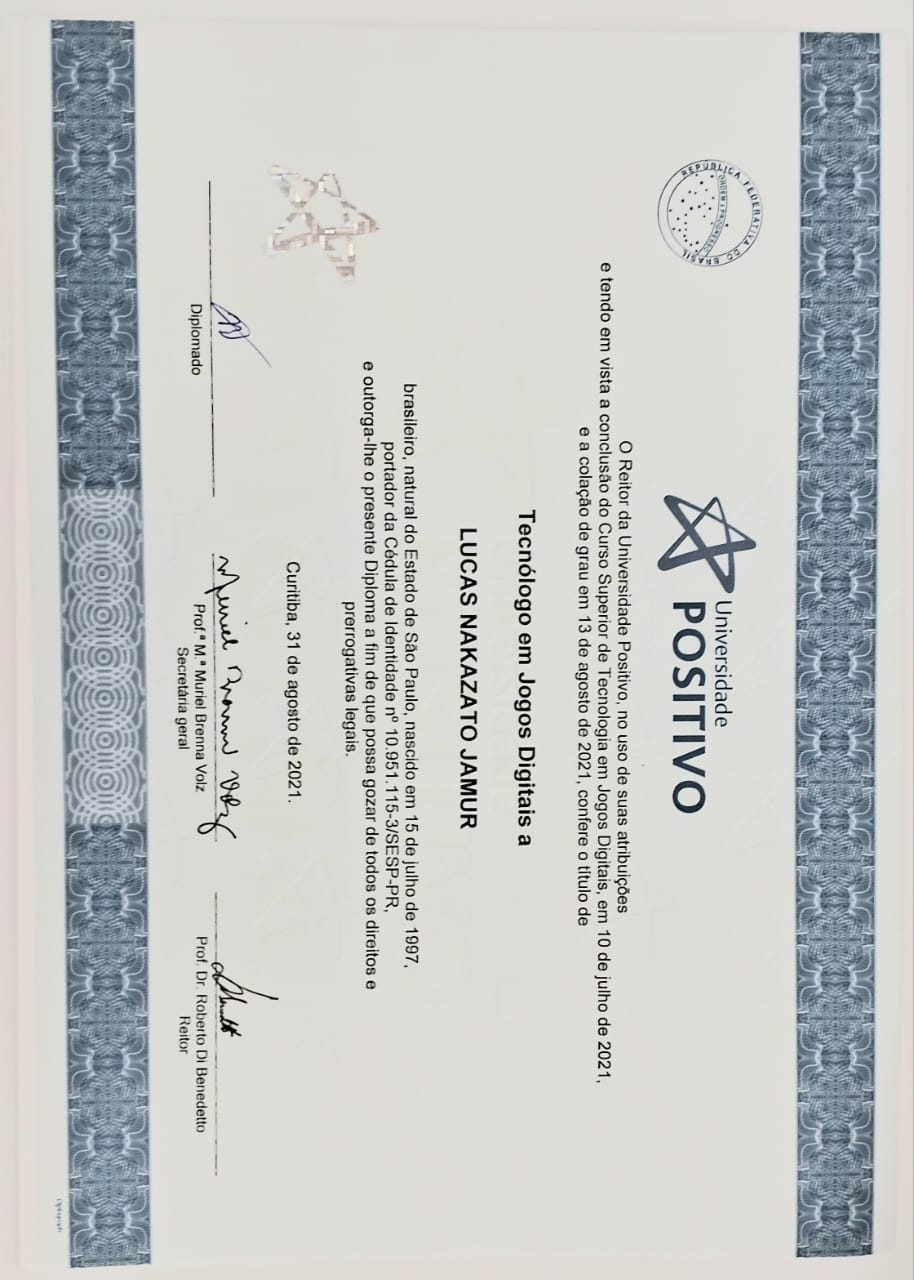 REPÚBLICA FEDERATIVA DO BRASIL
ORDEM E PROGRESSO
Universidade
POSITIVO
O Reitor da Universidade Positivo, no uso de suas atribuições
e tendo em vista a conclusão do Curso Superior de Tecnologia em Jogos Digitais, em 10 de julho de 2021,
e a colação de grau em 13 de agosto de 2021, confere o título de
Tecnólogo em Jogos Digitais a
LUCAS NAKAZATO JAMUR
brasileiro, natural do Estado de São Paulo, nascido em 15 de julho de 1997,
portador da Cédula de Identidade nº 10.951.115-3/SESP-PR,
e outorga-lhe o presente Diploma a fim de que possa gozar de todos os direitos e
prerrogativas legais.
Curitiba, 31 de agosto de 2021.
Muriel Brenna Volz
Diplomado
Prof.ª M.ª Muriel Brenna Volz
Secretária geral
Prof. Dr. Roberto Di Benedetto
Reitor